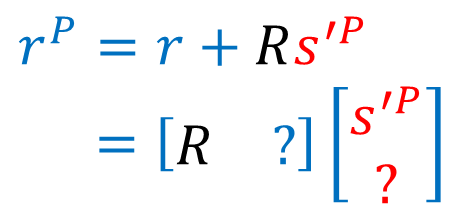 r^P = r + Rs′^P
= [R ?] [s′^P ?]